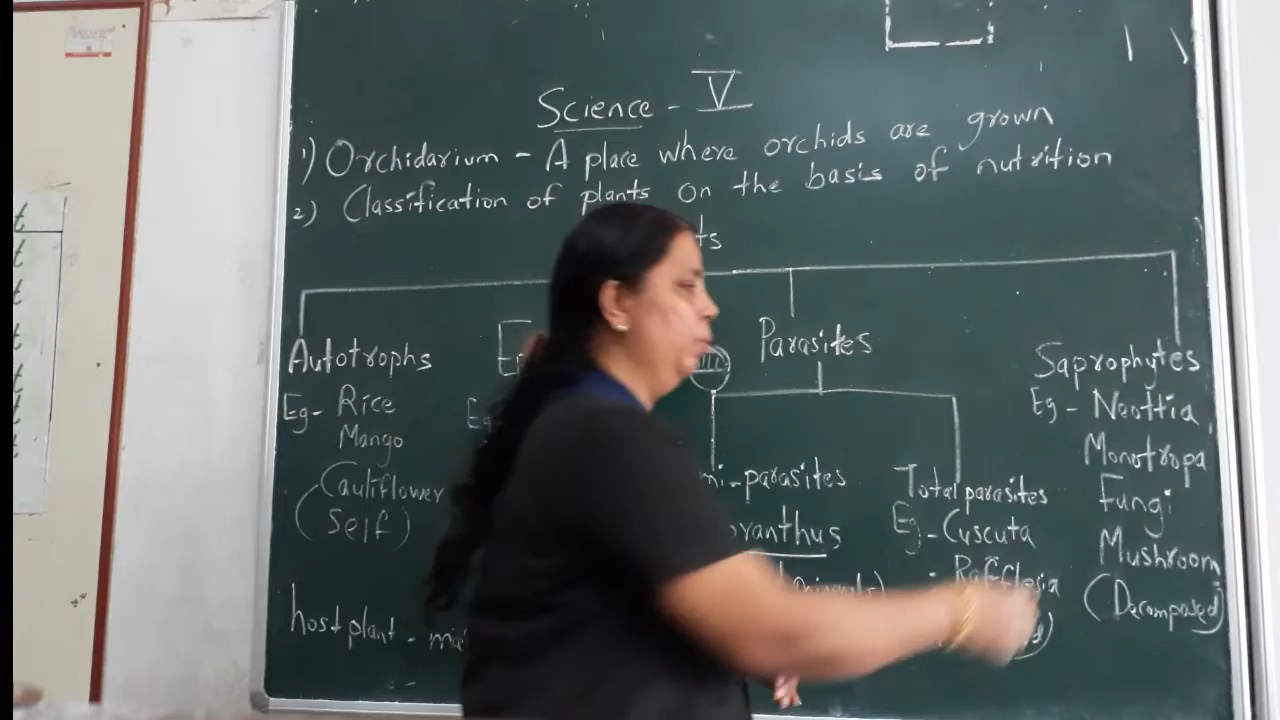 Science - V
1) Orchidarium - A place where orchids are grown
2) Classification of plants on the basis of nutrition
ts
Autotrophs
Eg - Rice
Mango
Cauliflower
(Self)
host plant -
Parasites
mi-parasites
ranthus
Total parasites
Eg - Cuscuta
Rafflesia
Saprophytes
Eg - Neottia,
Monotropa
Fungi
Mushroom
(Decomposed)